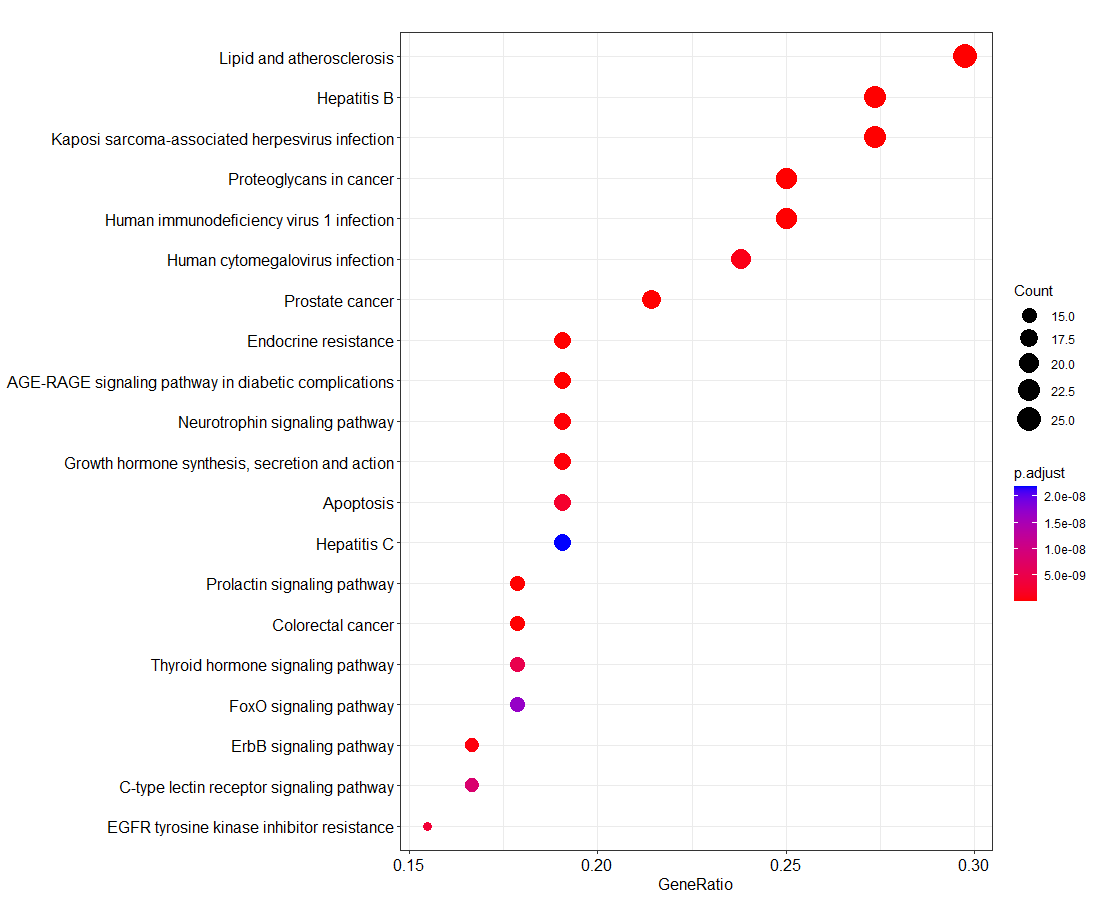 Lipid and atherosclerosis
Hepatitis B
Kaposi sarcoma-associated herpesvirus infection
Proteoglycans in cancer
Human immunodeficiency virus 1 infection
Human cytomegalovirus infection
Prostate cancer
Endocrine resistance
AGE-RAGE signaling pathway in diabetic complications
Neurotrophin signaling pathway
Growth hormone synthesis, secretion and action
Apoptosis
Hepatitis C
Prolactin signaling pathway
Colorectal cancer
Thyroid hormone signaling pathway
FoxO signaling pathway
ErbB signaling pathway
C-type lectin receptor signaling pathway
EGFR tyrosine kinase inhibitor resistance
0.15 0.20 0.25 0.30
GeneRatio
Count
15.0
17.5
20.0
22.5
25.0
p.adjust
2.0e-08
1.5e-08
1.0e-08
5.0e-09